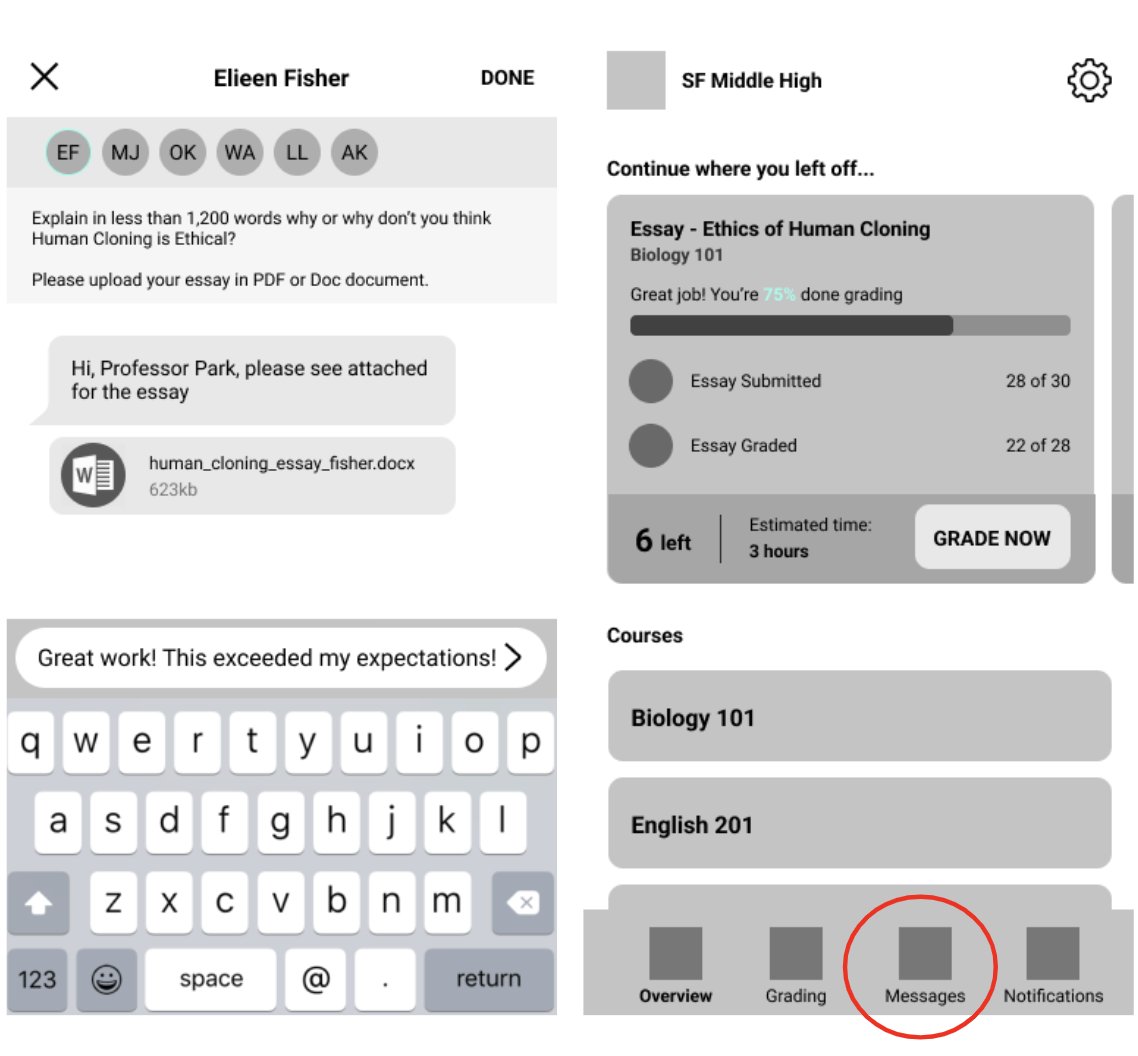 Elieen Fisher
DONE
EF MJ OK WA LL AK
Explain in less than 1,200 words why or why don't you think
Human Cloning is Ethical?
Please upload your essay in PDF or Doc document.
Hi, Professor Park, please see attached
for the essay
W
human_cloning_essay_fisher.docx
623kb
Great work! This exceeded my expectations!
q w e r t y u i o p
a s d f g h j k l
z x c v b n m
123 space @ . return
SF Middle High
Continue where you left off...
Essay - Ethics of Human Cloning
Biology 101
Great job! You're 75% done grading
Essay Submitted 28 of 30
Essay Graded 22 of 28
6 left
Estimated time:
3 hours
GRADE NOW
Courses
Biology 101
English 201
Overview Grading Messages Notifications